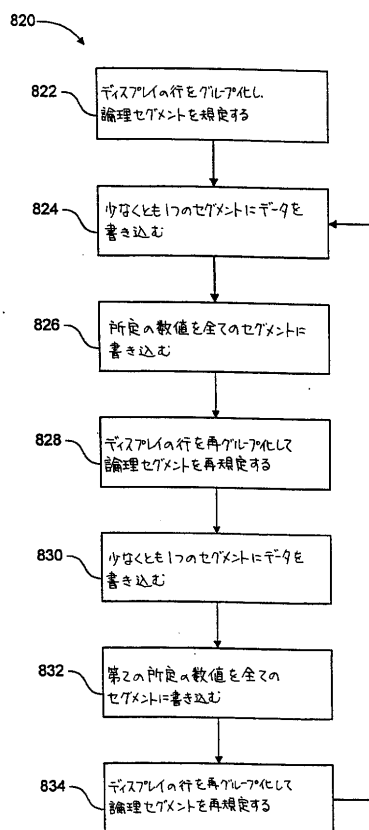 820
822
ディスプレイの行をグループ化し、
論理セグメントを規定する
824
少なくとも1つのセグメントにデータを
書き込む
826
所定の数値を全てのセグメントに
書き込む
828
ディスプレイの行を再グループ化して
論理セグメントを再規定する
830
少なくとも1つのセグメントにデータを
書き込む
832
第2の所定の数値を全ての
セグメントに書き込む
834
ディスプレイの行を再グループ化して
論理セグメントを再規定する